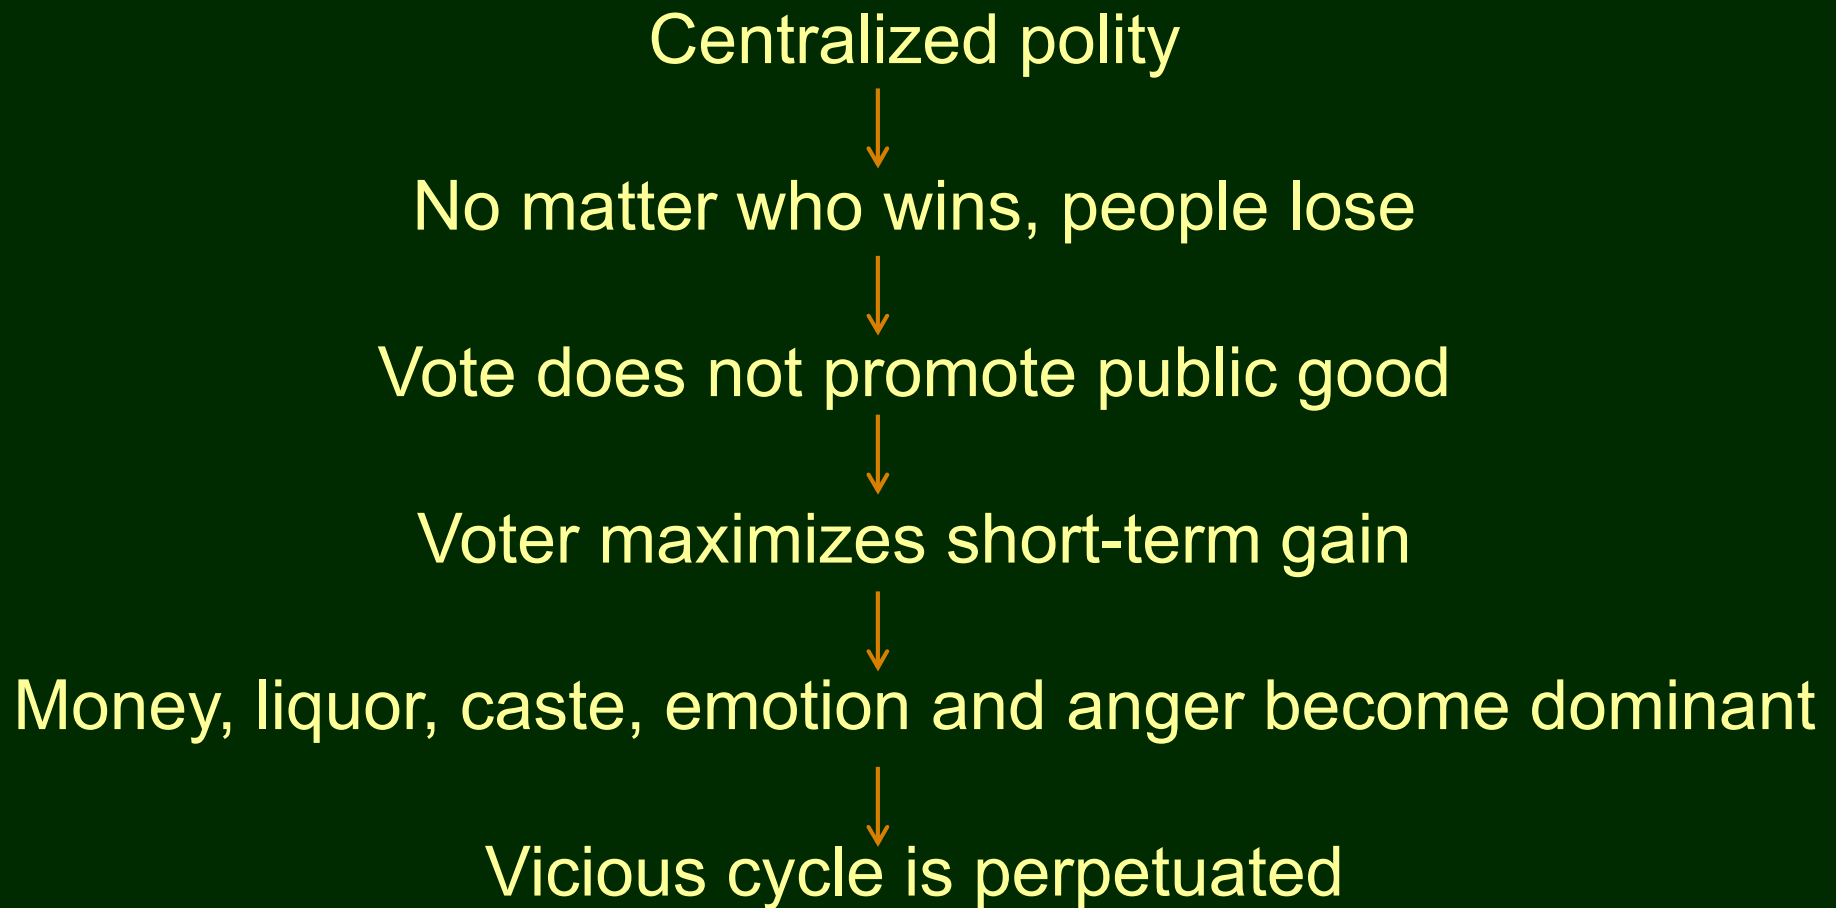 Centralized polity
No matter who wins, people lose
Vote does not promote public good
Voter maximizes short-term gain
Money, liquor, caste, emotion and anger become dominant
Vicious cycle is perpetuated